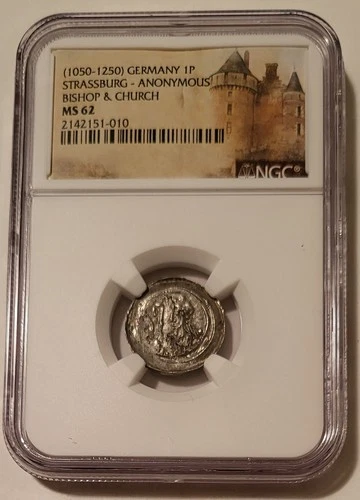 (1050-1250) GERMANY 1P
STRASSBURG - ANONYMOUS
BISHOP & CHURCH
MS 62
2142151-010
NGC®